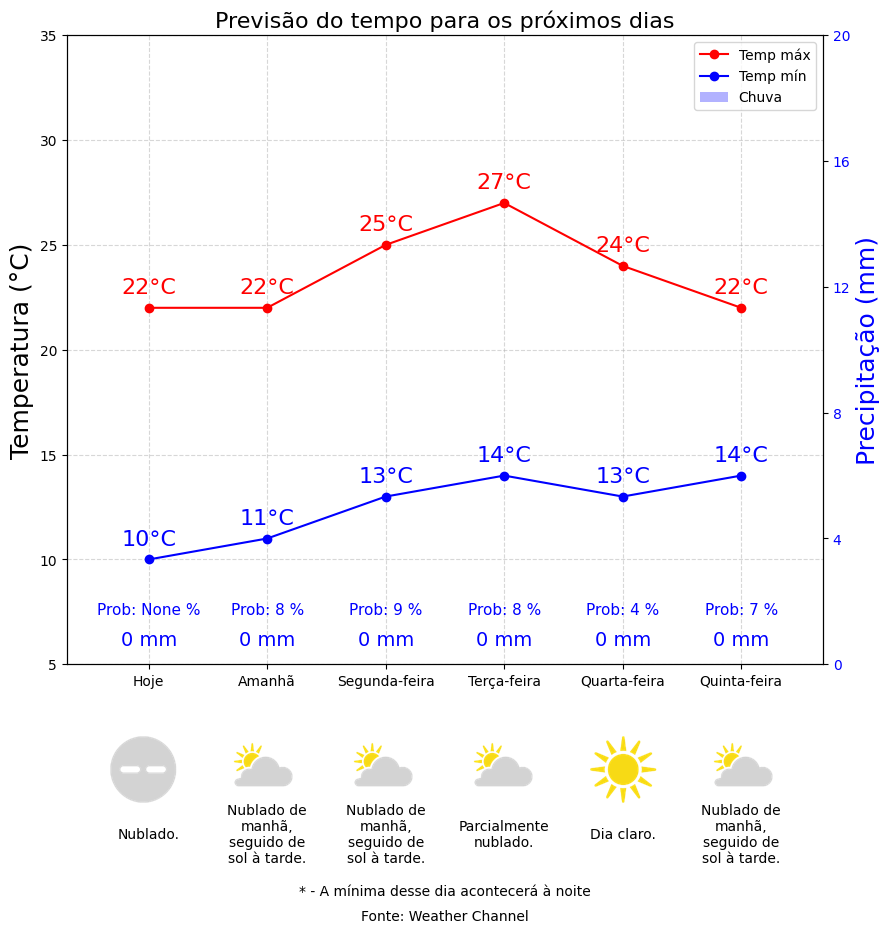 Previsão do tempo para os próximos dias
Temp máx
Temp mín
Chuva
Temperatura (°C)
35
30
25
20
15
10
5
Precipitação (mm)
20
16
12
8
4
0
22°C 22°C 25°C 27°C 24°C 22°C
10°C 11°C 13°C 14°C 13°C 14°C
Prob: None % Prob: 8 % Prob: 9 % Prob: 8 % Prob: 4 % Prob: 7 %
0 mm 0 mm 0 mm 0 mm 0 mm 0 mm
Hoje Amanhã Segunda-feira Terça-feira Quarta-feira Quinta-feira
Nublado.
Nublado de
manhã,
seguido de
sol à tarde.
Nublado de
manhã,
seguido de
sol à tarde.
Parcialmente
nublado.
Dia claro.
Nublado de
manhã,
seguido de
sol à tarde.
* - A mínima desse dia acontecerá à noite
Fonte: Weather Channel